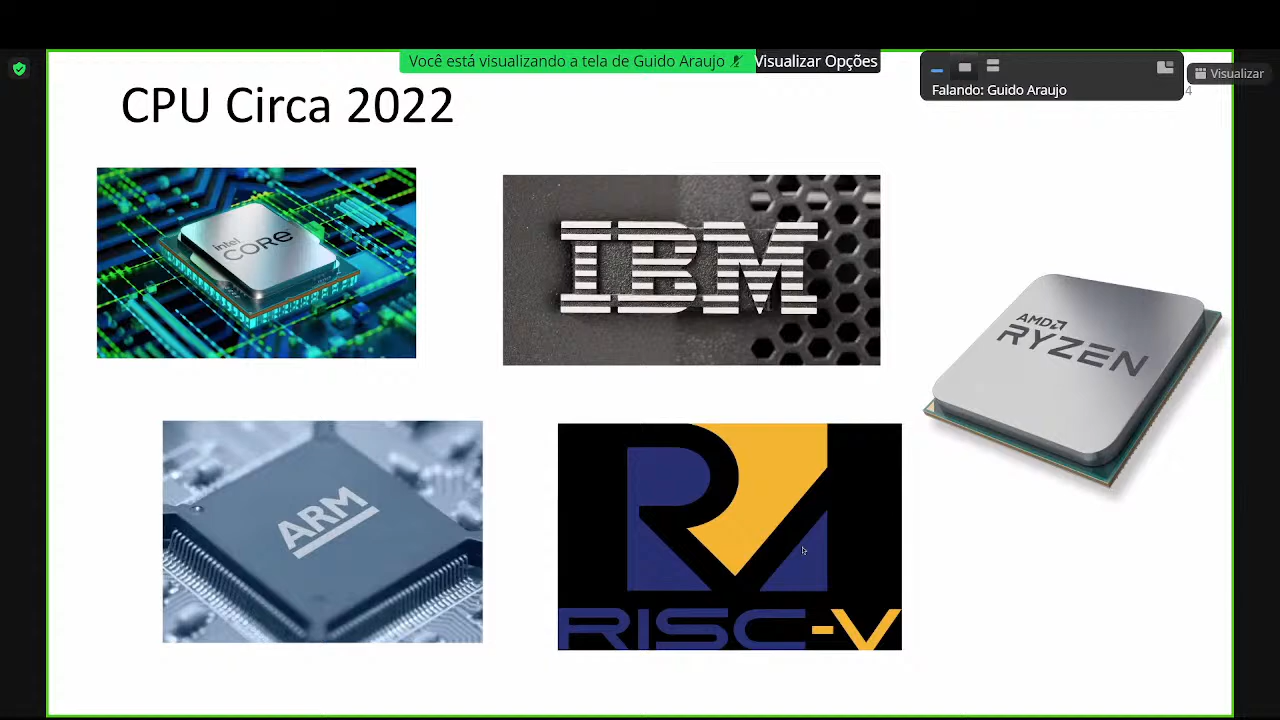 Você está visualizando a tela de Guido Araujo
Visualizar Opções
Falando: Guido Araujo
Visualizar
4
CPU Circa 2022
intel
CORE
IBM
AMD
RYZEN
ARM
RISC-V